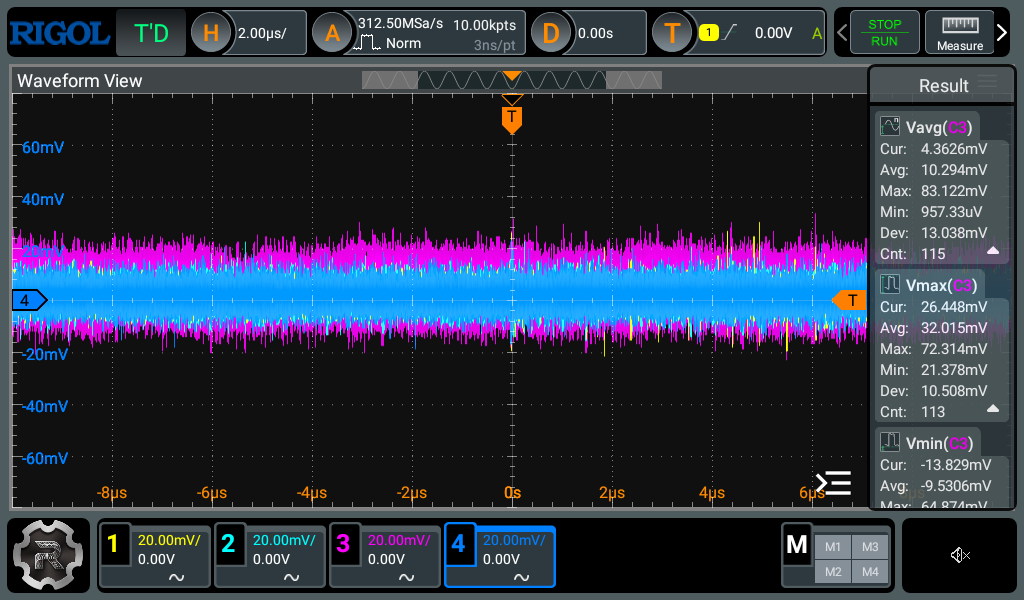 RIGOL T'D H 2.00µs/ A 312.50MSa/s 10.00kpts D 0.00s T 1 0.00V A STOP
Norm 3ns/pt RUN Measure
Waveform View
Result
T
60mV
40mV
20mV
4 T
-20mV
-40mV
-60mV
-8µs -6µs -4µs -2µs 0s 2µs 4µs 6µs
Vavg(C3)
Cur: 4.3626mV
Avg: 10.294mV
Max: 83.122mV
Min: 957.33uV
Dev: 13.038mV
Cnt: 115
Vmax(C3)
Cur: 26.448mV
Avg: 32.015mV
Max: 72.314mV
Min: 21.378mV
Dev: 10.508mV
Cnt: 113
Vmin(C3)
Cur: -13.829mV
Avg: -9.5306mV
Max: 64.874mV
R
1 20.00mV/ 0.00V
2 20.00mV/ 0.00V
3 20.00mV/ 0.00V
4 20.00mV/ 0.00V
M M1 M3
M2 M4